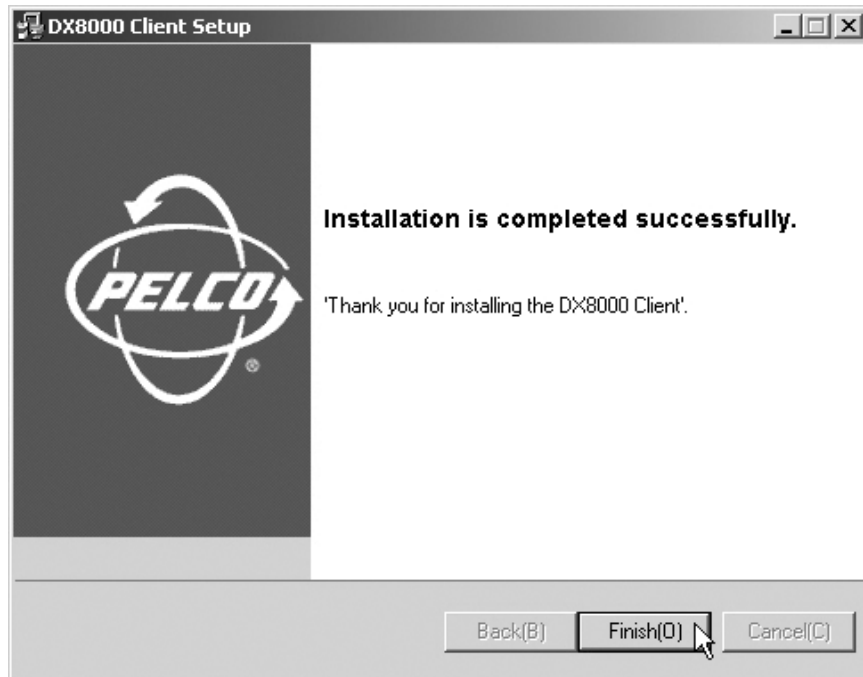 DX8000 Client Setup
PELCO
®
Installation is completed successfully.
'Thank you for installing the DX8000 Client'.
Back(B) Finish(O) Cancel(C)